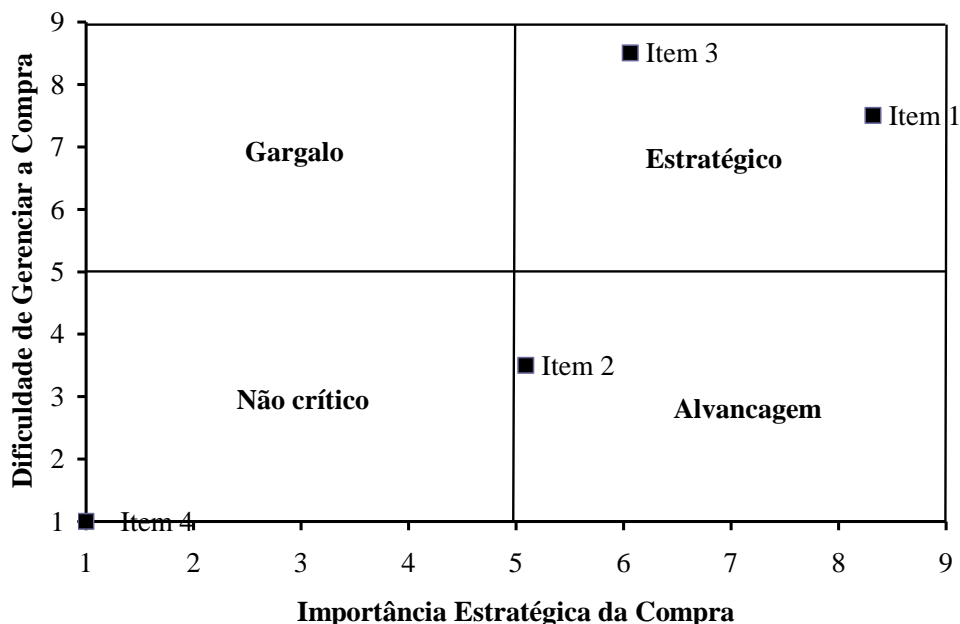 9
8
7
6
5
4
3
2
1
Dificuldade de Gerenciar a Compra
Item 3
Item 1
Gargalo
Estratégico
Item 2
Não crítico
Alvancagem
Item 4
1 2 3 4 5 6 7 8 9
Importância Estratégica da Compra